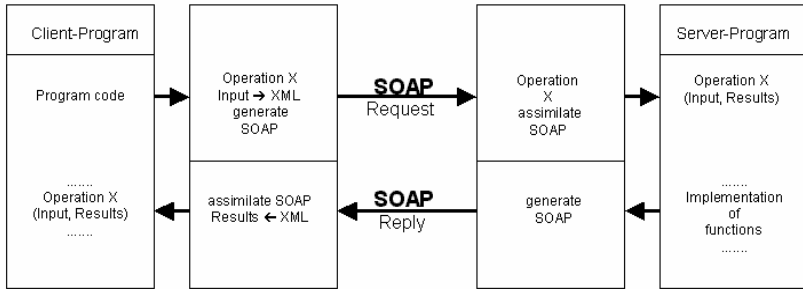 Client-Program
Program code
.......
Operation X
(Input, Results)
.......
Operation X
Input → XML
generate
SOAP
assimilate SOAP
Results ← XML
SOAP
Request
SOAP
Reply
Operation
X
assimilate
SOAP
generate
SOAP
Server-Program
Operation X
(Input, Results)
.......
Implementation
of
functions
.......